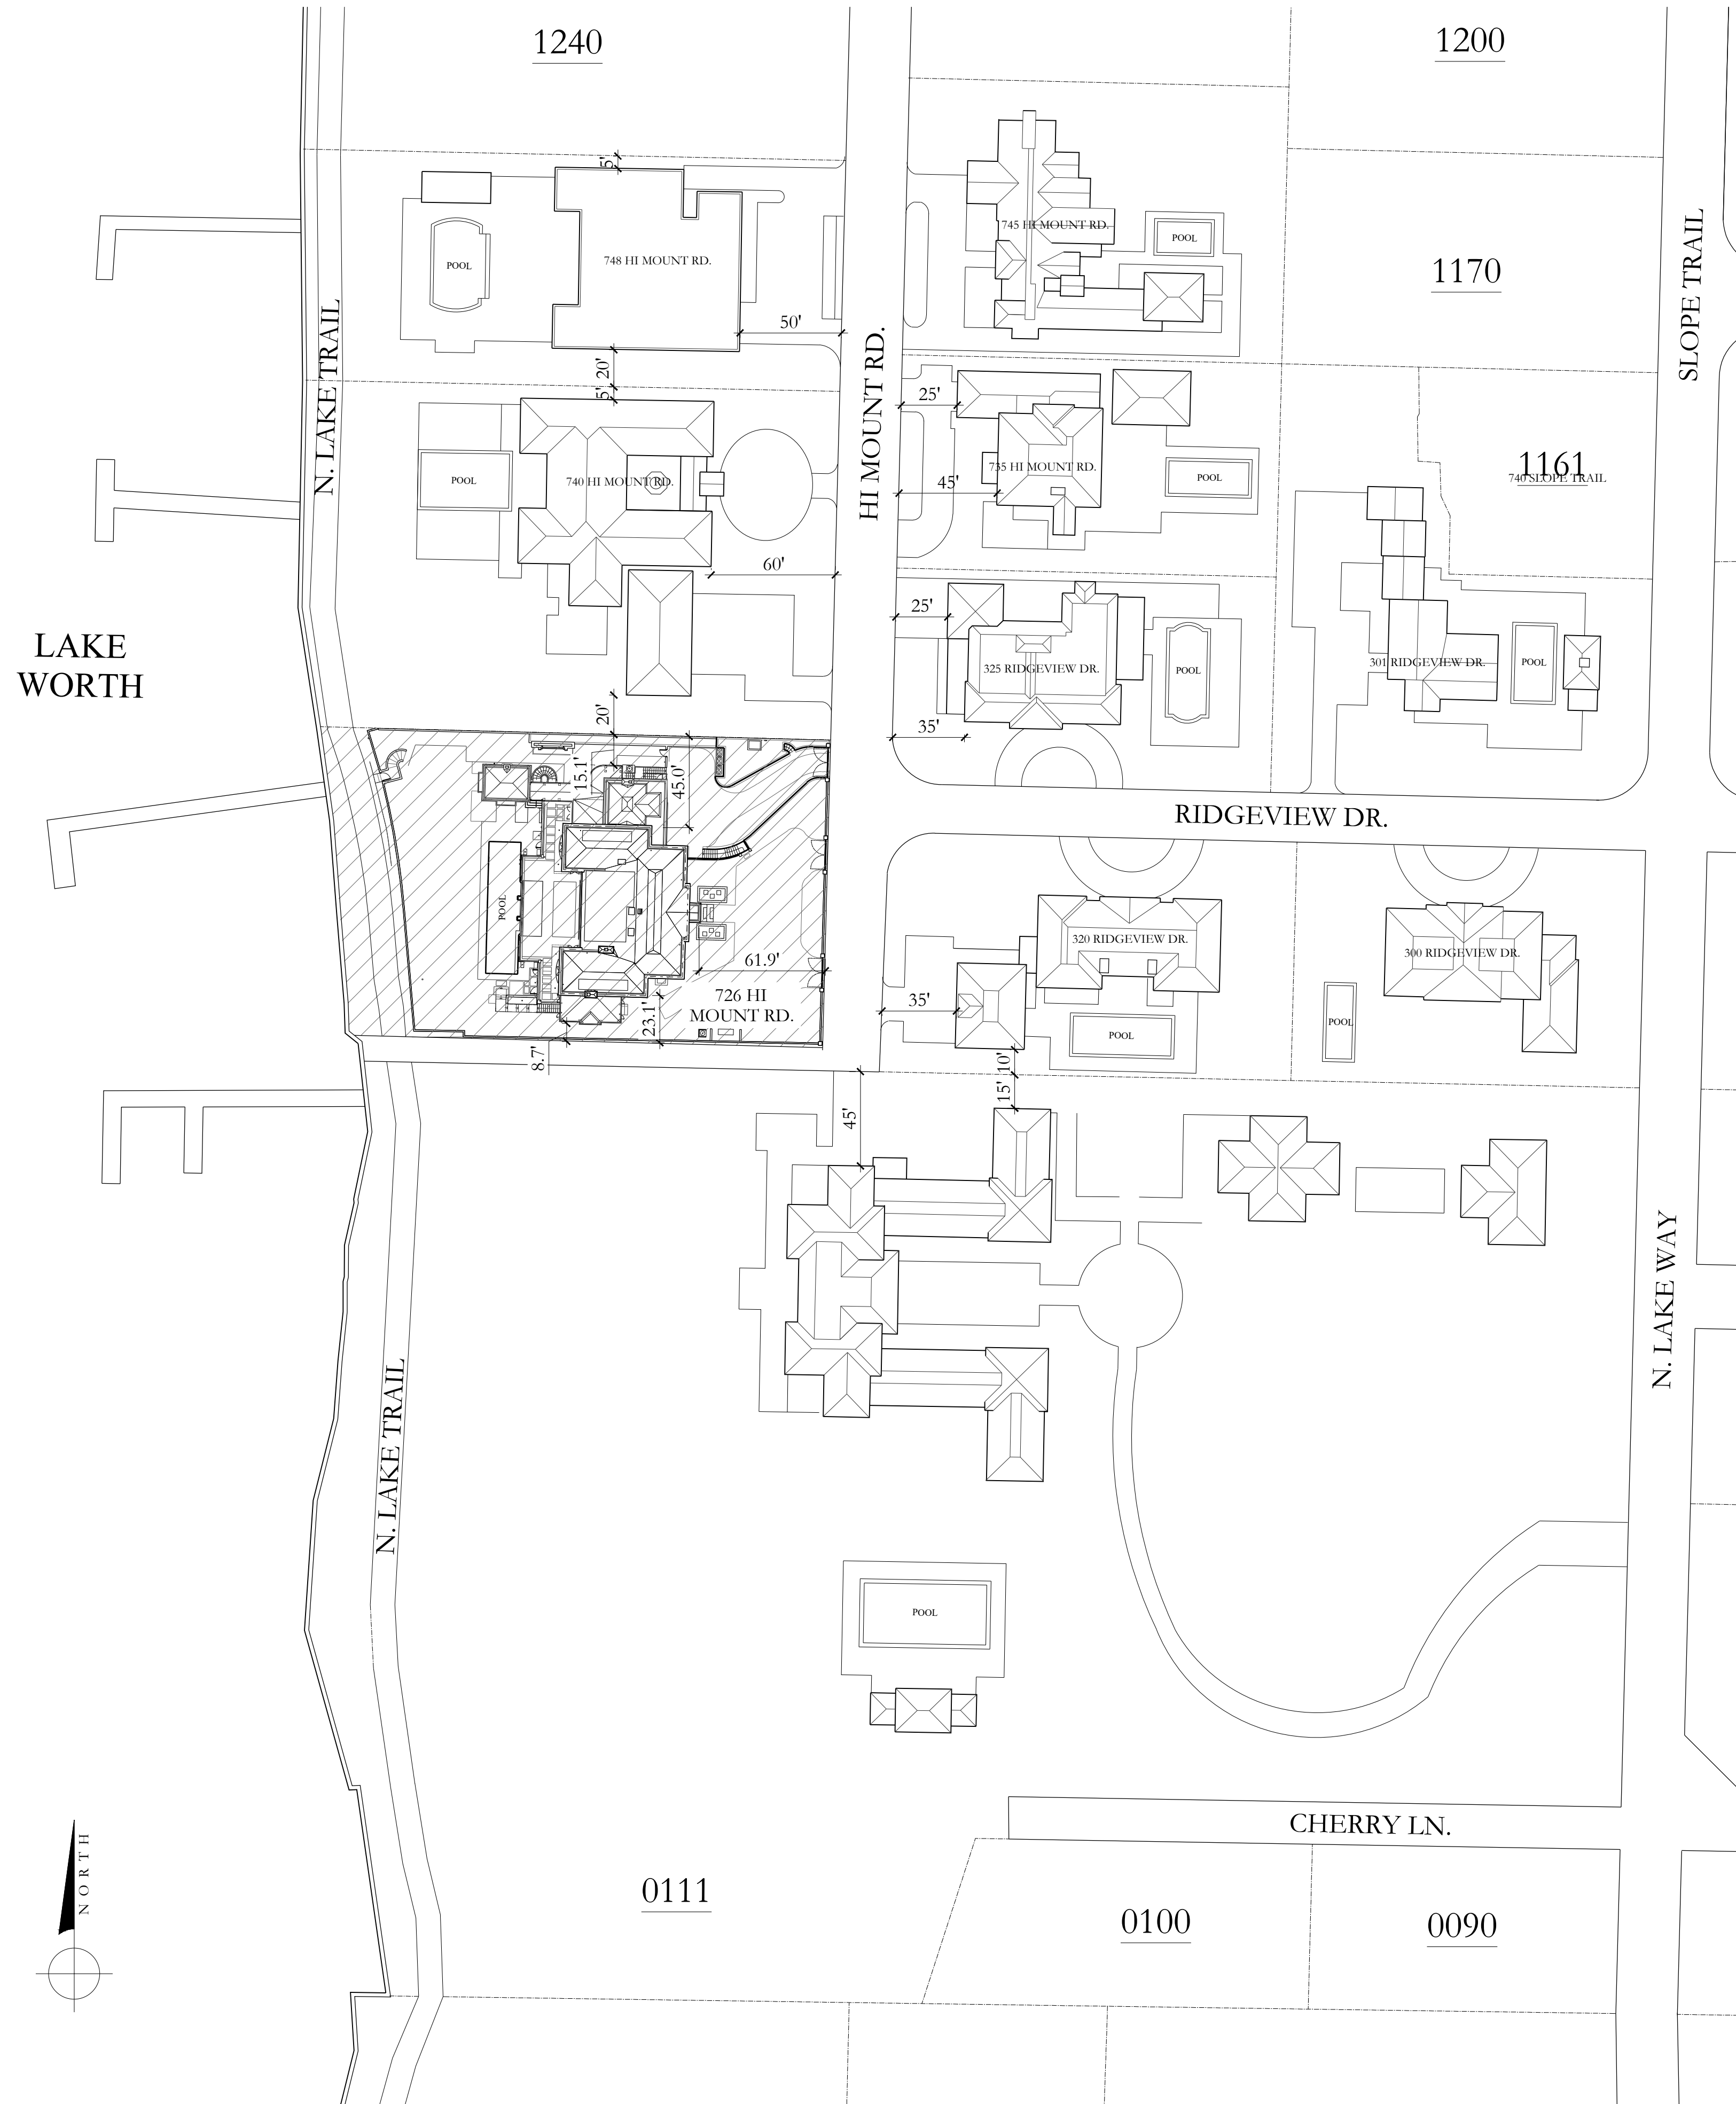 1240
1200
5'
745 HI MOUNT RD.
POOL
748 HI MOUNT RD.
POOL
1170
SLOPE TRAIL
50'
N. LAKE TRAIL
HI MOUNT RD.
20'
5'
25'
735 HI MOUNT RD.
POOL
45'
1161
740 SLOPE TRAIL
POOL
740 HI MOUNT RD.
60'
25'
LAKE
WORTH
325 RIDGEVIEW DR.
POOL
301 RIDGEVIEW DR.
POOL
20'
35'
15.1'
45.0'
RIDGEVIEW DR.
POOL
61.9'
726 HI
MOUNT RD.
23.1'
8.7'
320 RIDGEVIEW DR.
300 RIDGEVIEW DR.
35'
POOL
POOL
10'
15'
45'
N. LAKE WAY
N. LAKE TRAIL
POOL
CHERRY LN.
NORTH
0111
0100
0090